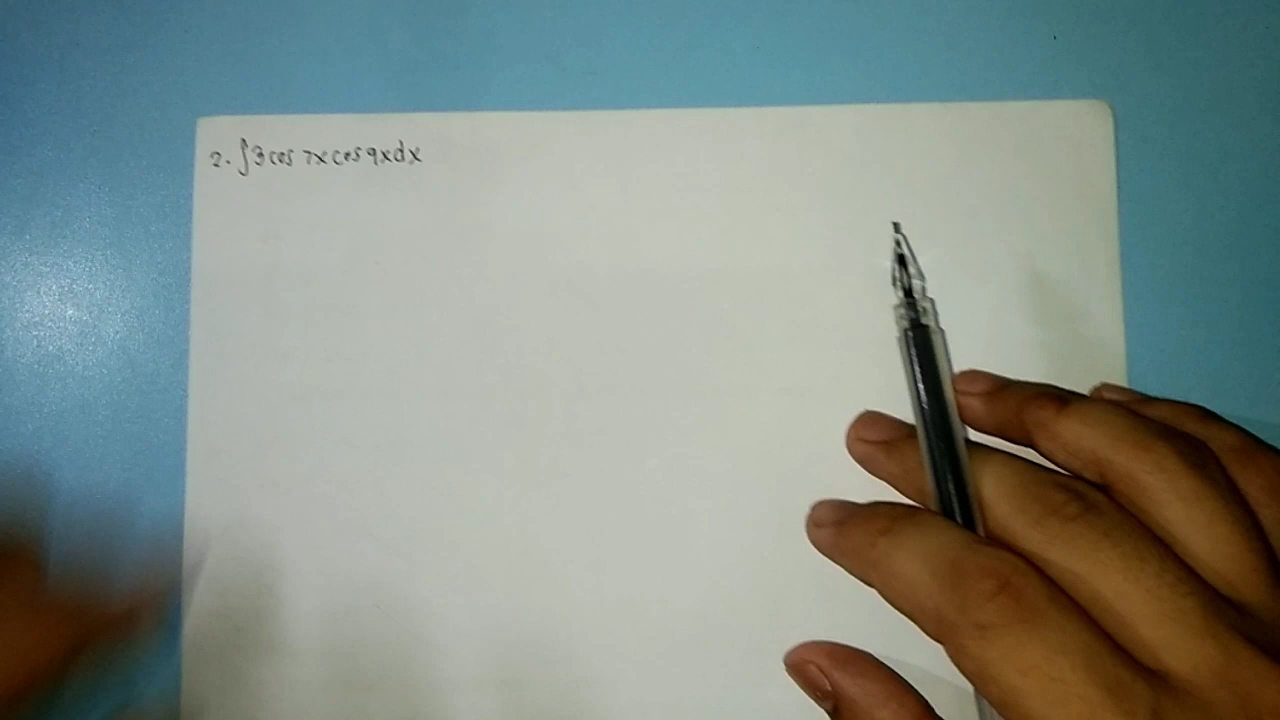 2. ∫3cos 7x cos 9x dx